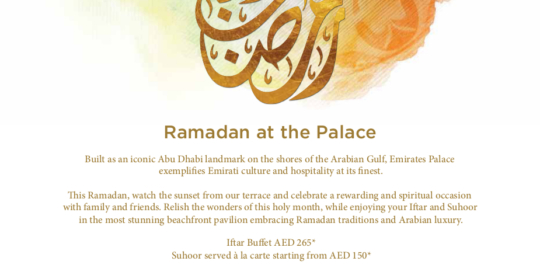 Ramadan at the Palace
Built as an iconic Abu Dhabi landmark on the shores of the Arabian Gulf, Emirates Palace
exemplifies Emirati culture and hospitality at its finest.
This Ramadan, watch the sunset from our terrace and celebrate a rewarding and spiritual occasion
with family and friends. Relish the wonders of this holy month, while enjoying your Iftar and Suhoor
in the most stunning beachfront pavilion embracing Ramadan traditions and Arabian luxury.
Iftar Buffet AED 265*
Suhoor served à la carte starting from AED 150*